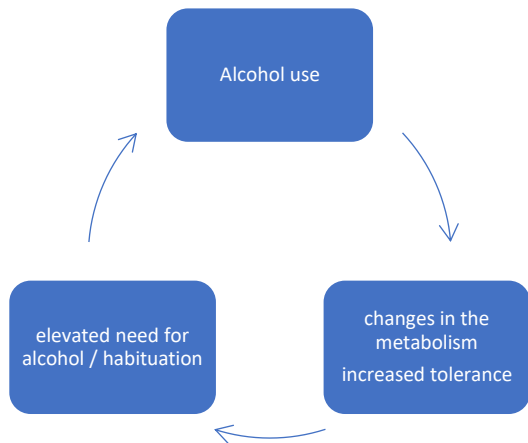 Alcohol use
elevated need for
alcohol / habituation
changes in the
metabolism
increased tolerance